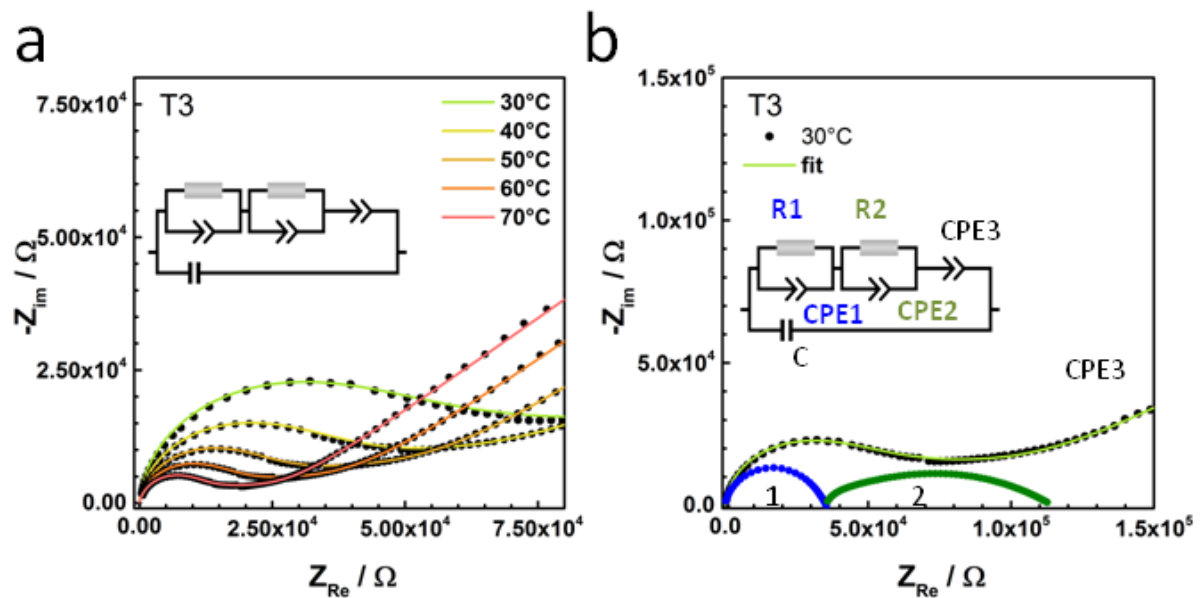 a
T3
30°C
40°C
50°C
60°C
70°C
7.50x10⁴
5.00x10⁴
2.50x10⁴
0.00
-Z_im / Ω
0.0
2.50x10⁴
5.00x10⁴
7.50x10⁴
Z_Re / Ω
b
T3
30°C
fit
R1
R2
CPE3
CPE1
CPE2
C
CPE3
1
2
1.5x10⁵
1.0x10⁵
5.0x10⁴
0.0
-Z_im / Ω
0.0
5.0x10⁴
1.0x10⁵
1.5x10⁵
Z_Re / Ω